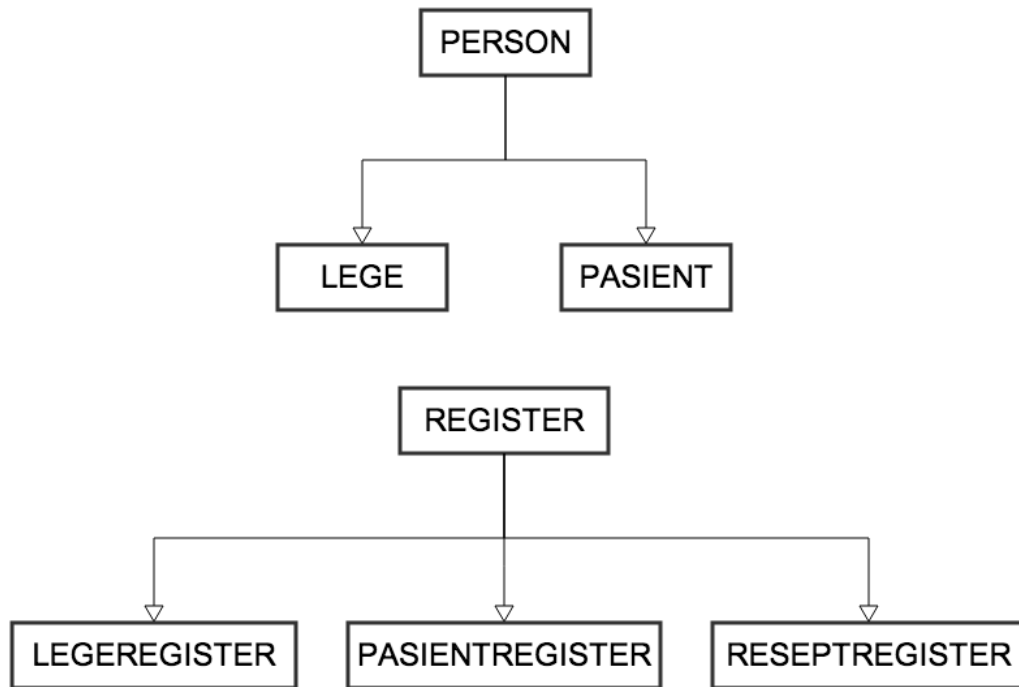 PERSON
LEGE
PASIENT
REGISTER
LEGEREGISTER
PASIENTREGISTER
RESEPTREGISTER